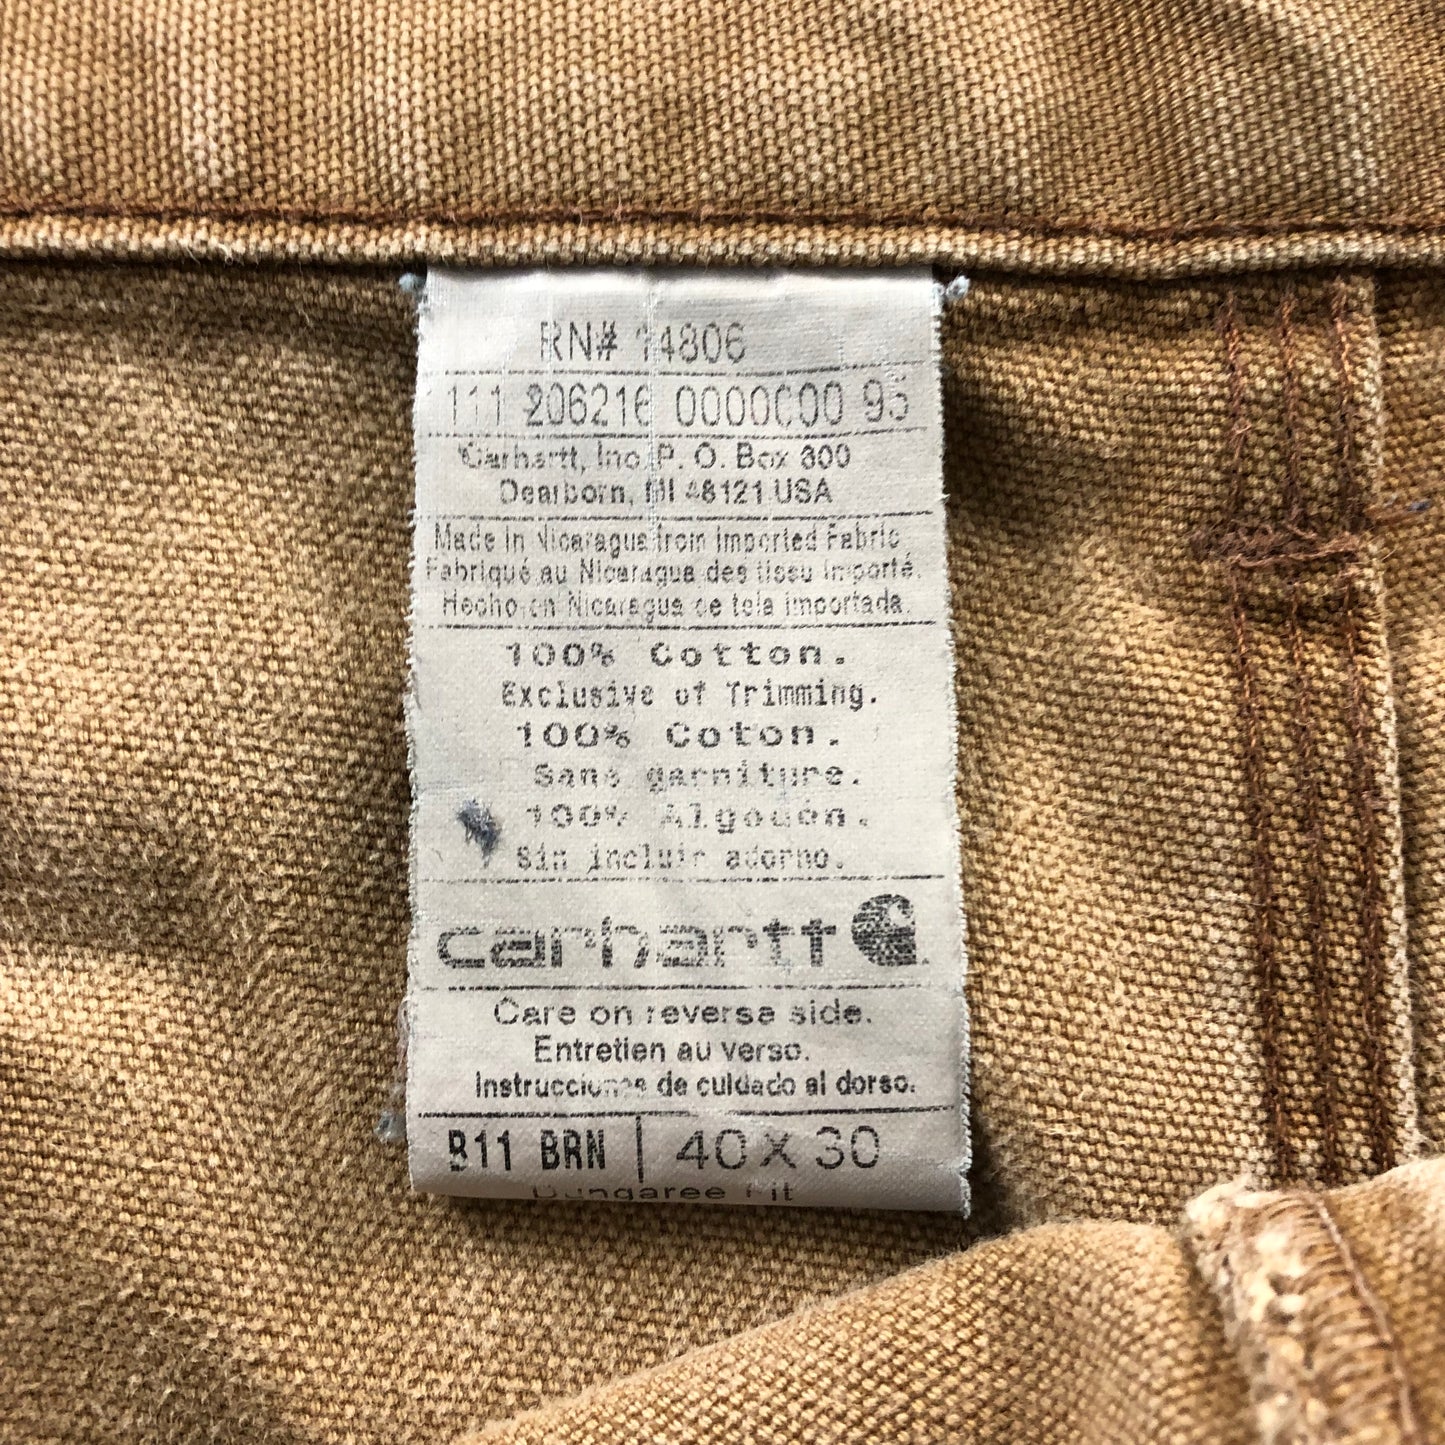 RN# 14806
111 206216 0000000 95
Carhartt, Inc. P. O. Box 600
Dearborn, MI 48121 USA
Made in Nicaragua from Imported Fabric
Fabriqué au Nicaragua des tissu importé.
Hecho en Nicaragua de tela importada.
100% Cotton.
Exclusive of Trimming.
100% Coton.
Sans garniture.
100% Algodón.
Sin incluir adorno.
carhartt
Care on reverse side.
Entretien au verso.
Instrucciones de cuidado al dorso.
B11 BRN | 40 X 30
Dungaree Fit